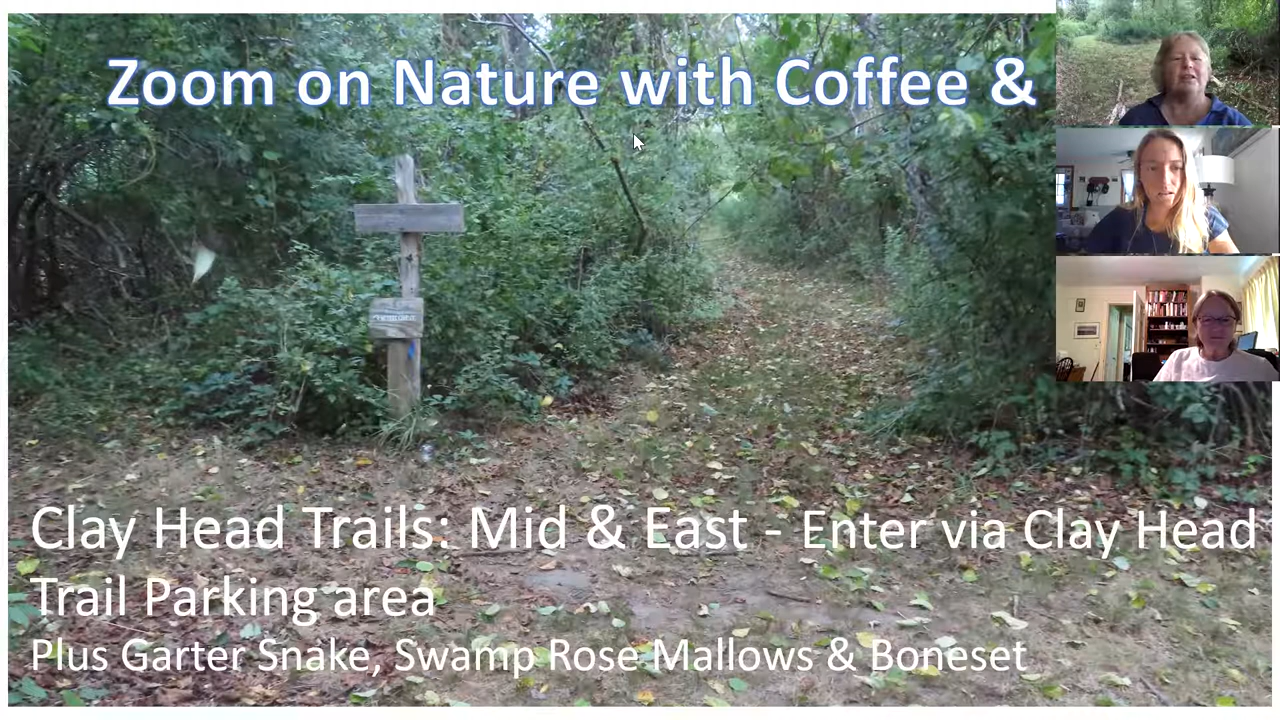 Zoom on Nature with Coffee &
Clay Head Trails: Mid & East - Enter via Clay Head
Trail Parking area
Plus Garter Snake, Swamp Rose Mallows & Boneset